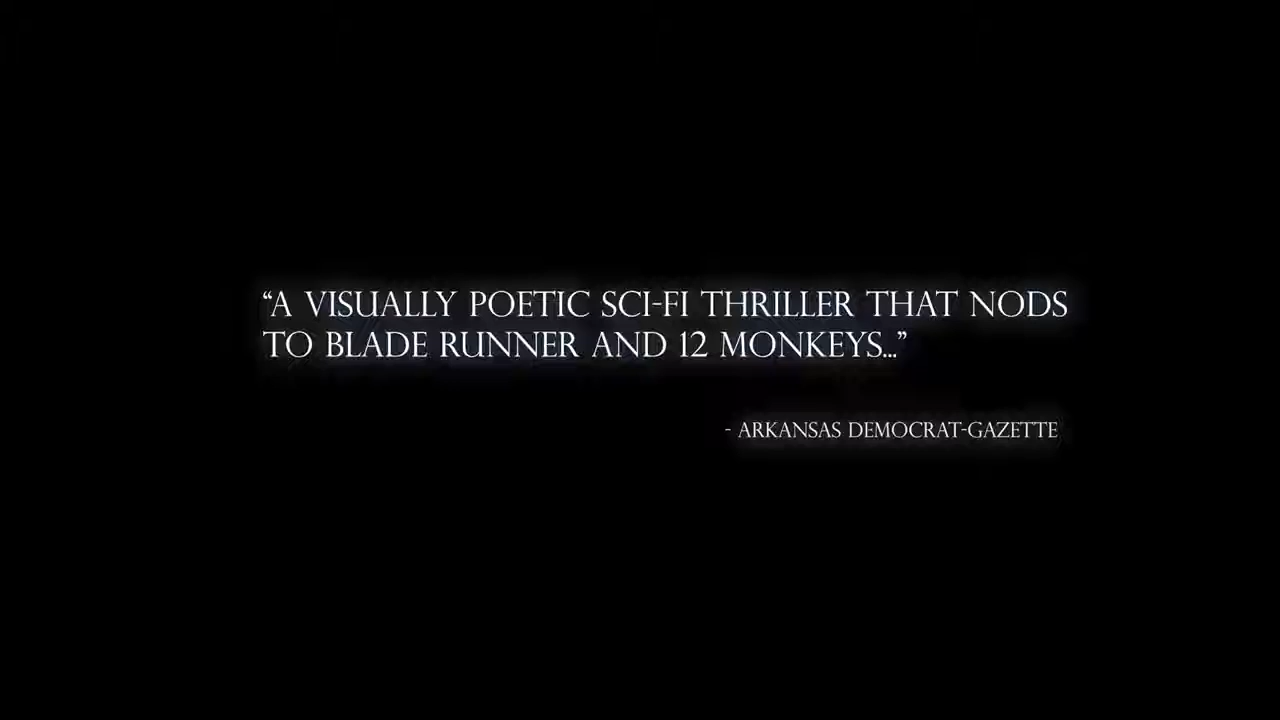 “A VISUALLY POETIC SCI-FI THRILLER THAT NODS
TO BLADE RUNNER AND 12 MONKEYS...”
- ARKANSAS DEMOCRAT-GAZETTE